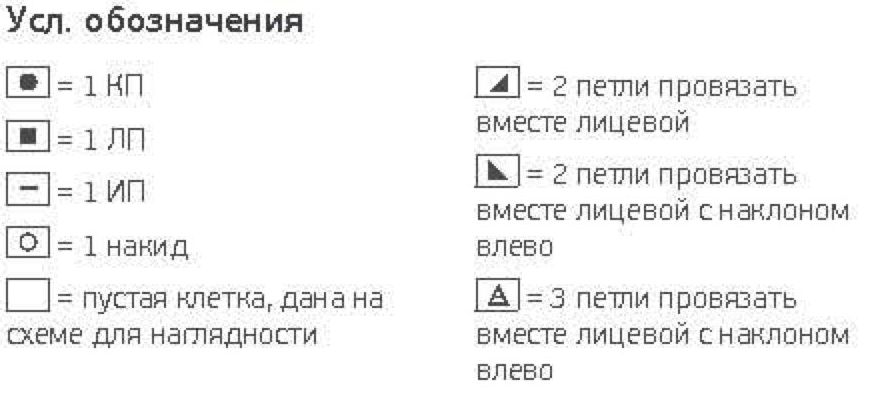 Усл. обозначения
= 1 КП
= 1 ЛП
= 1 ИП
= 1 накид
= пустая клетка, дана на
схеме для наглядности
= 2 петли провязать
вместе лицевой
= 2 петли провязать
вместе лицевой с наклоном
влево
= 3 петли провязать
вместе лицевой с наклоном
влево